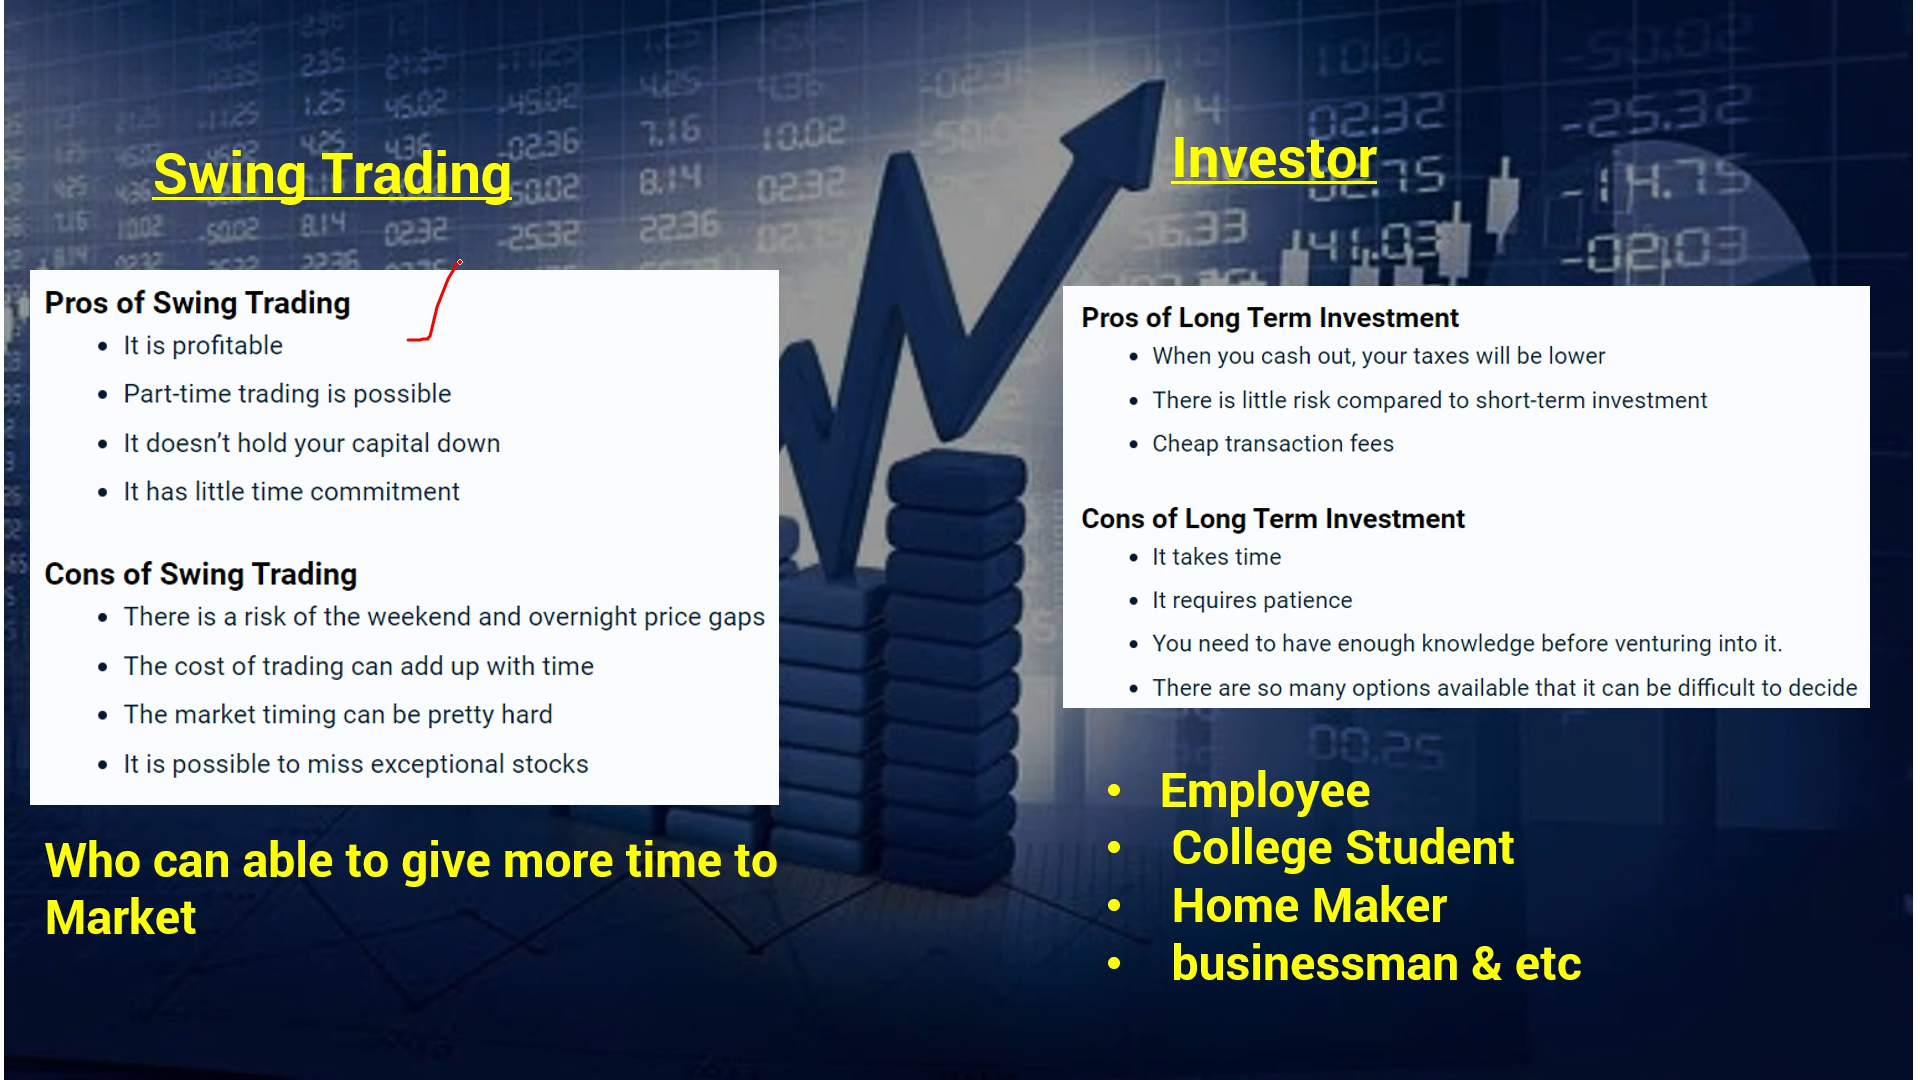 Swing Trading
Pros of Swing Trading
• It is profitable
• Part-time trading is possible
• It doesn’t hold your capital down
• It has little time commitment
Cons of Swing Trading
• There is a risk of the weekend and overnight price gaps
• The cost of trading can add up with time
• The market timing can be pretty hard
• It is possible to miss exceptional stocks
Who can able to give more time to
Market
Investor
Pros of Long Term Investment
• When you cash out, your taxes will be lower
• There is little risk compared to short-term investment
• Cheap transaction fees
Cons of Long Term Investment
• It takes time
• It requires patience
• You need to have enough knowledge before venturing into it.
• There are so many options available that it can be difficult to decide
• Employee
• College Student
• Home Maker
• businessman & etc